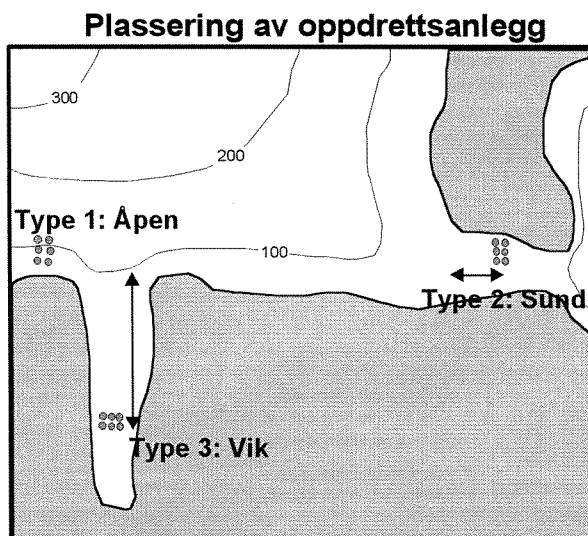 Plassering av oppdrettsanlegg
300
200
Type 1: Åpen
100
Type 2: Sund
Type 3: Vik